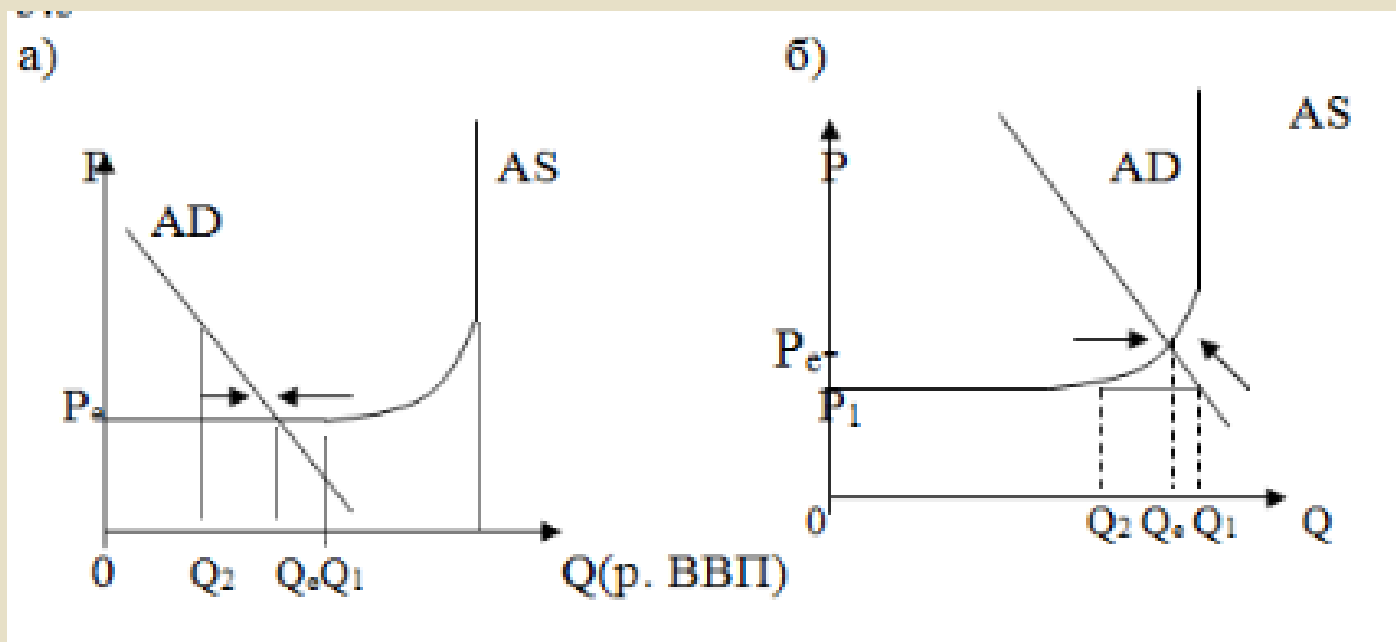 а)
P
AD
AS
Pe
0
Q2
QeQ1
Q(р. ВВП)
б)
P
AD
AS
Pe
P1
0
Q2 Qe Q1
Q